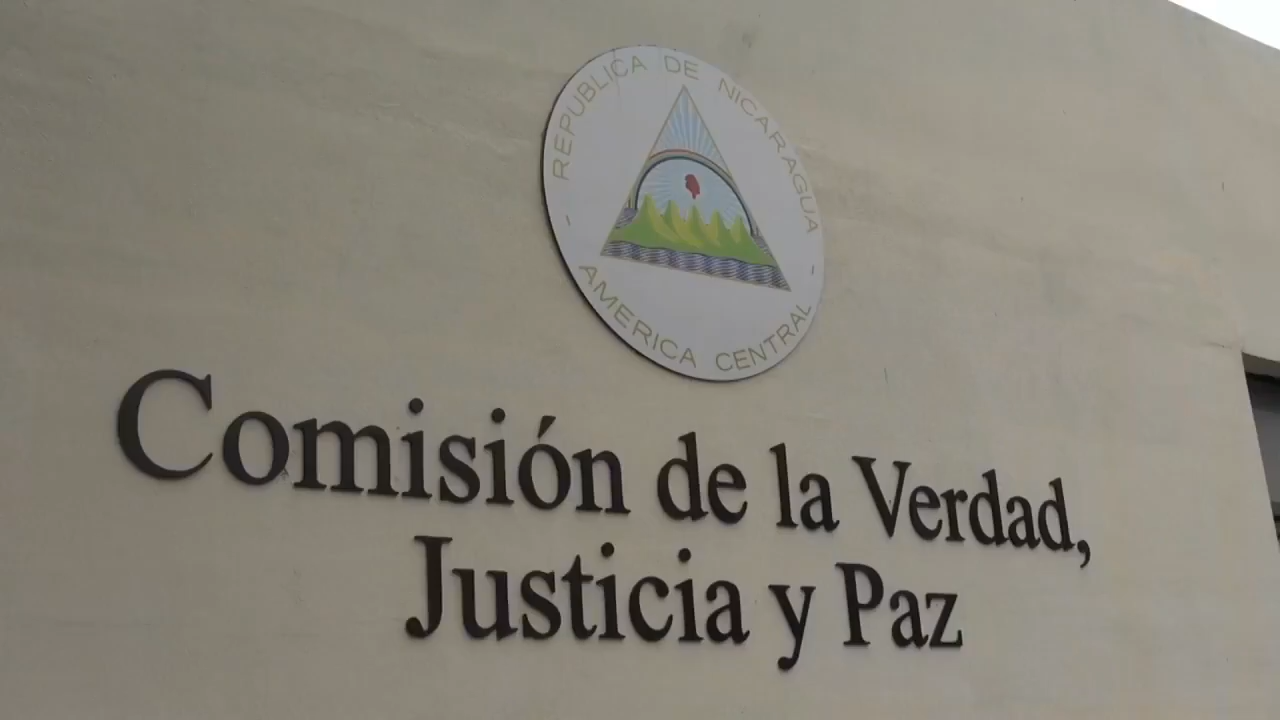 REPUBLICA DE NICARAGUA
- AMERICA CENTRAL -
Comisión de la Verdad,
Justicia y Paz